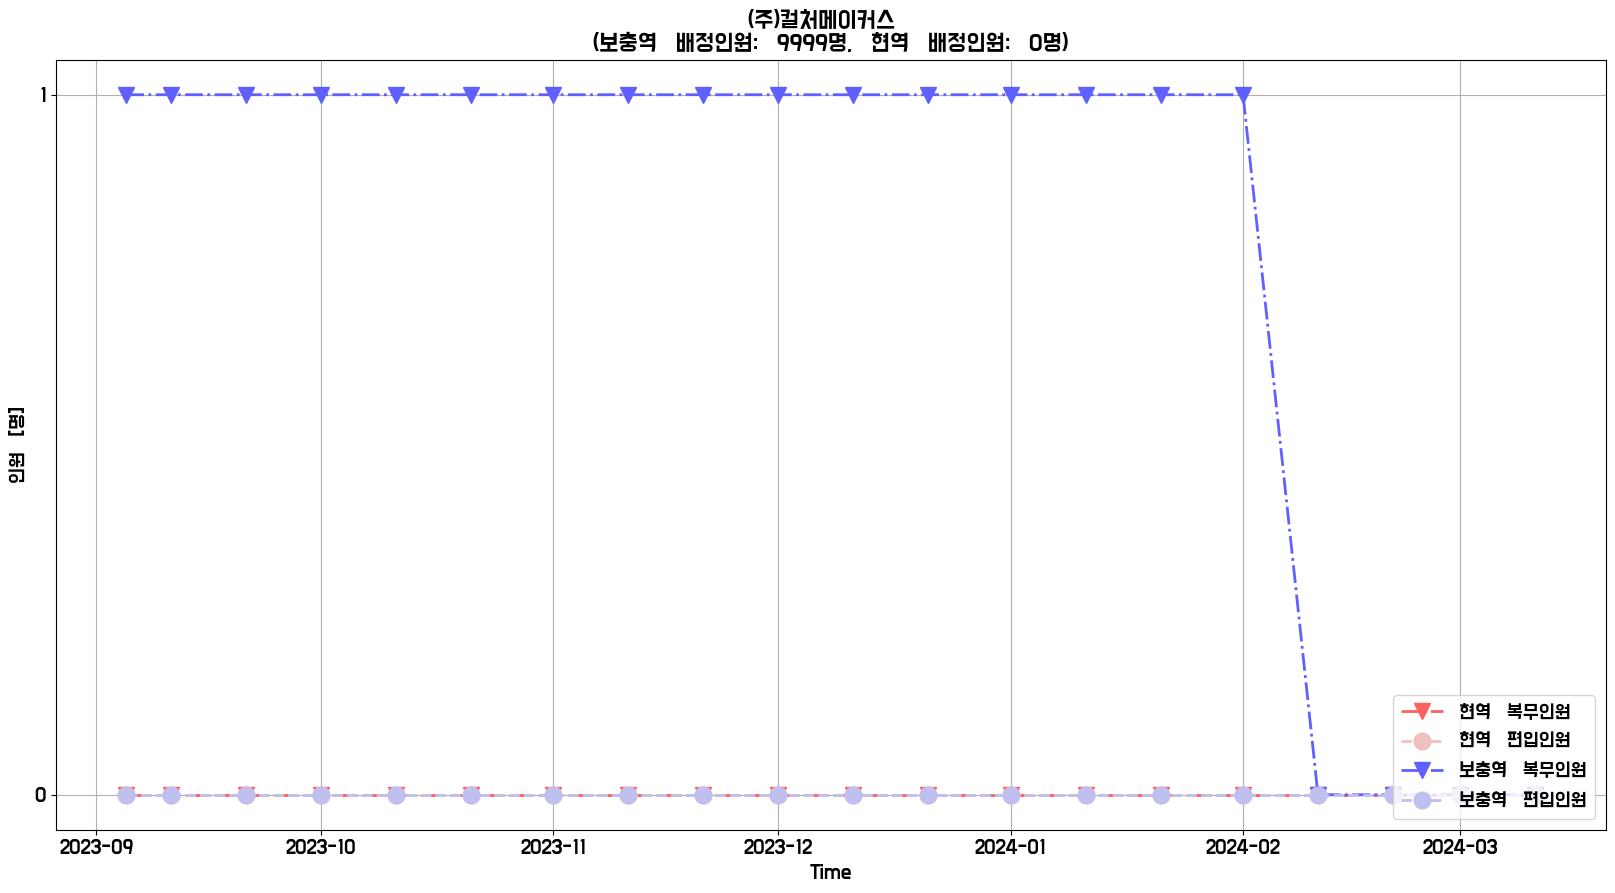 (주)컬처메이커스
(보충역 배정인원: 9999명, 현역 배정인원: 0명)
1
0
인원 [명]
2023-09
2023-10
2023-11
2023-12
2024-01
2024-02
2024-03
Time
현역 복무인원
현역 편입인원
보충역 복무인원
보충역 편입인원